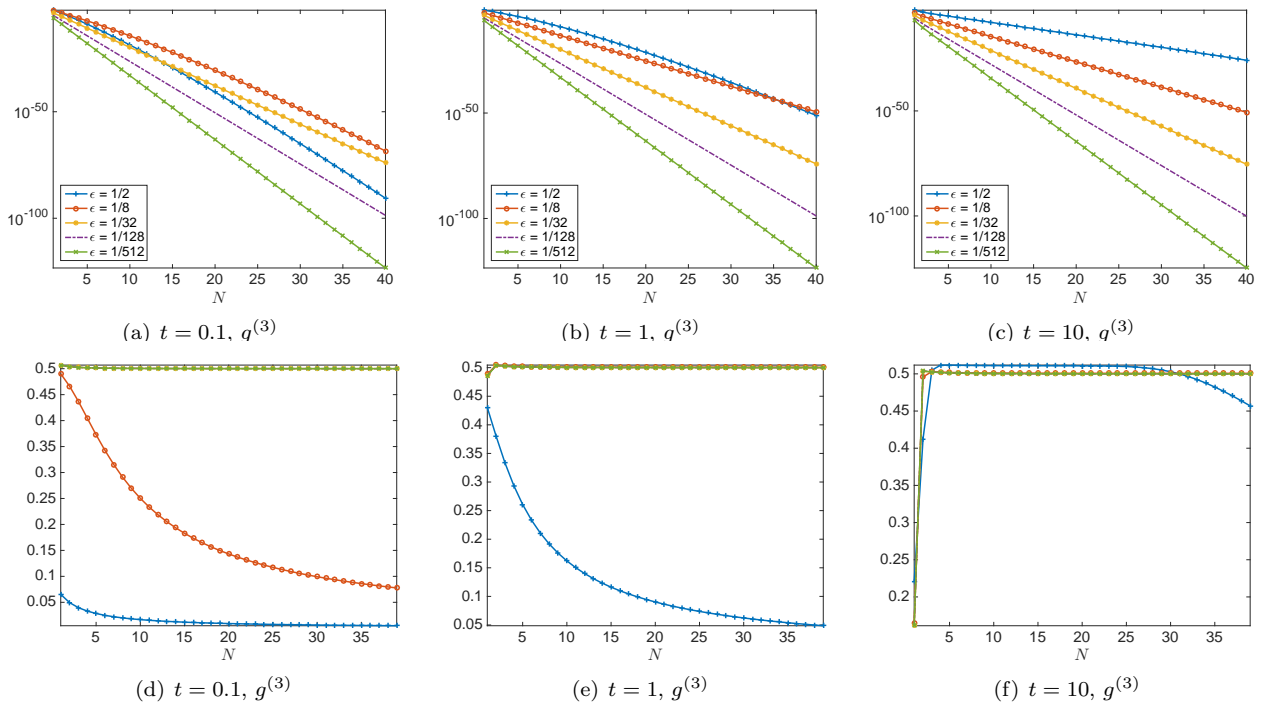 10^{-50}
10^{-100}
ϵ = 1/2
ϵ = 1/8
ϵ = 1/32
ϵ = 1/128
ϵ = 1/512
5 10 15 20 25 30 35 40
N
(a) t = 0.1, g^{(3)}
10^{-50}
10^{-100}
ϵ = 1/2
ϵ = 1/8
ϵ = 1/32
ϵ = 1/128
ϵ = 1/512
5 10 15 20 25 30 35 40
N
(b) t = 1, g^{(3)}
10^{-50}
10^{-100}
ϵ = 1/2
ϵ = 1/8
ϵ = 1/32
ϵ = 1/128
ϵ = 1/512
5 10 15 20 25 30 35 40
N
(c) t = 10, g^{(3)}
0.5
0.45
0.4
0.35
0.3
0.25
0.2
0.15
0.1
0.05
5 10 15 20 25 30 35
N
(d) t = 0.1, g^{(3)}
0.5
0.45
0.4
0.35
0.3
0.25
0.2
0.15
0.1
0.05
5 10 15 20 25 30 35
N
(e) t = 1, g^{(3)}
0.5
0.45
0.4
0.35
0.3
0.25
0.2
5 10 15 20 25 30 35
N
(f) t = 10, g^{(3)}